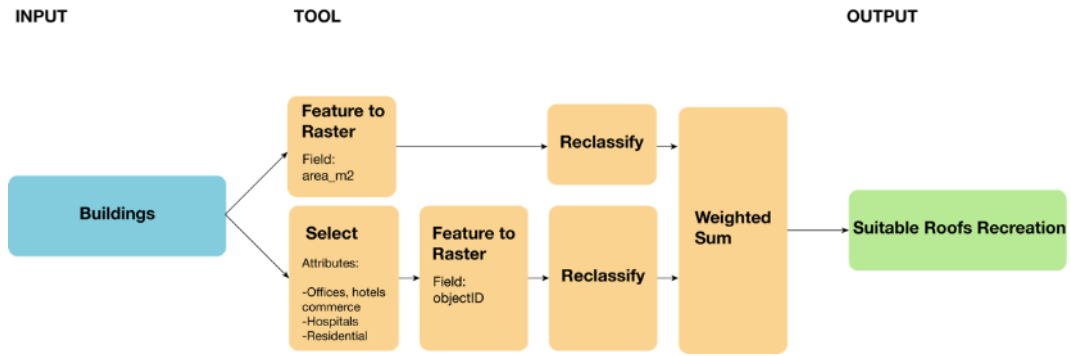 INPUT
TOOL
OUTPUT
Feature to
Raster
Field:
area_m2
Reclassify
Buildings
Select
Attributes:
-Offices, hotels
commerce
-Hospitals
-Residential
Feature to
Raster
Field:
objectID
Reclassify
Weighted
Sum
Suitable Roofs Recreation